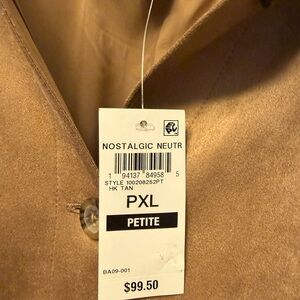 NOSTALGIC NEUTR
1 94137 84958 5
STYLE 100208252PT
HK TAN
PXL
PETITE
BA09-001
$99.50